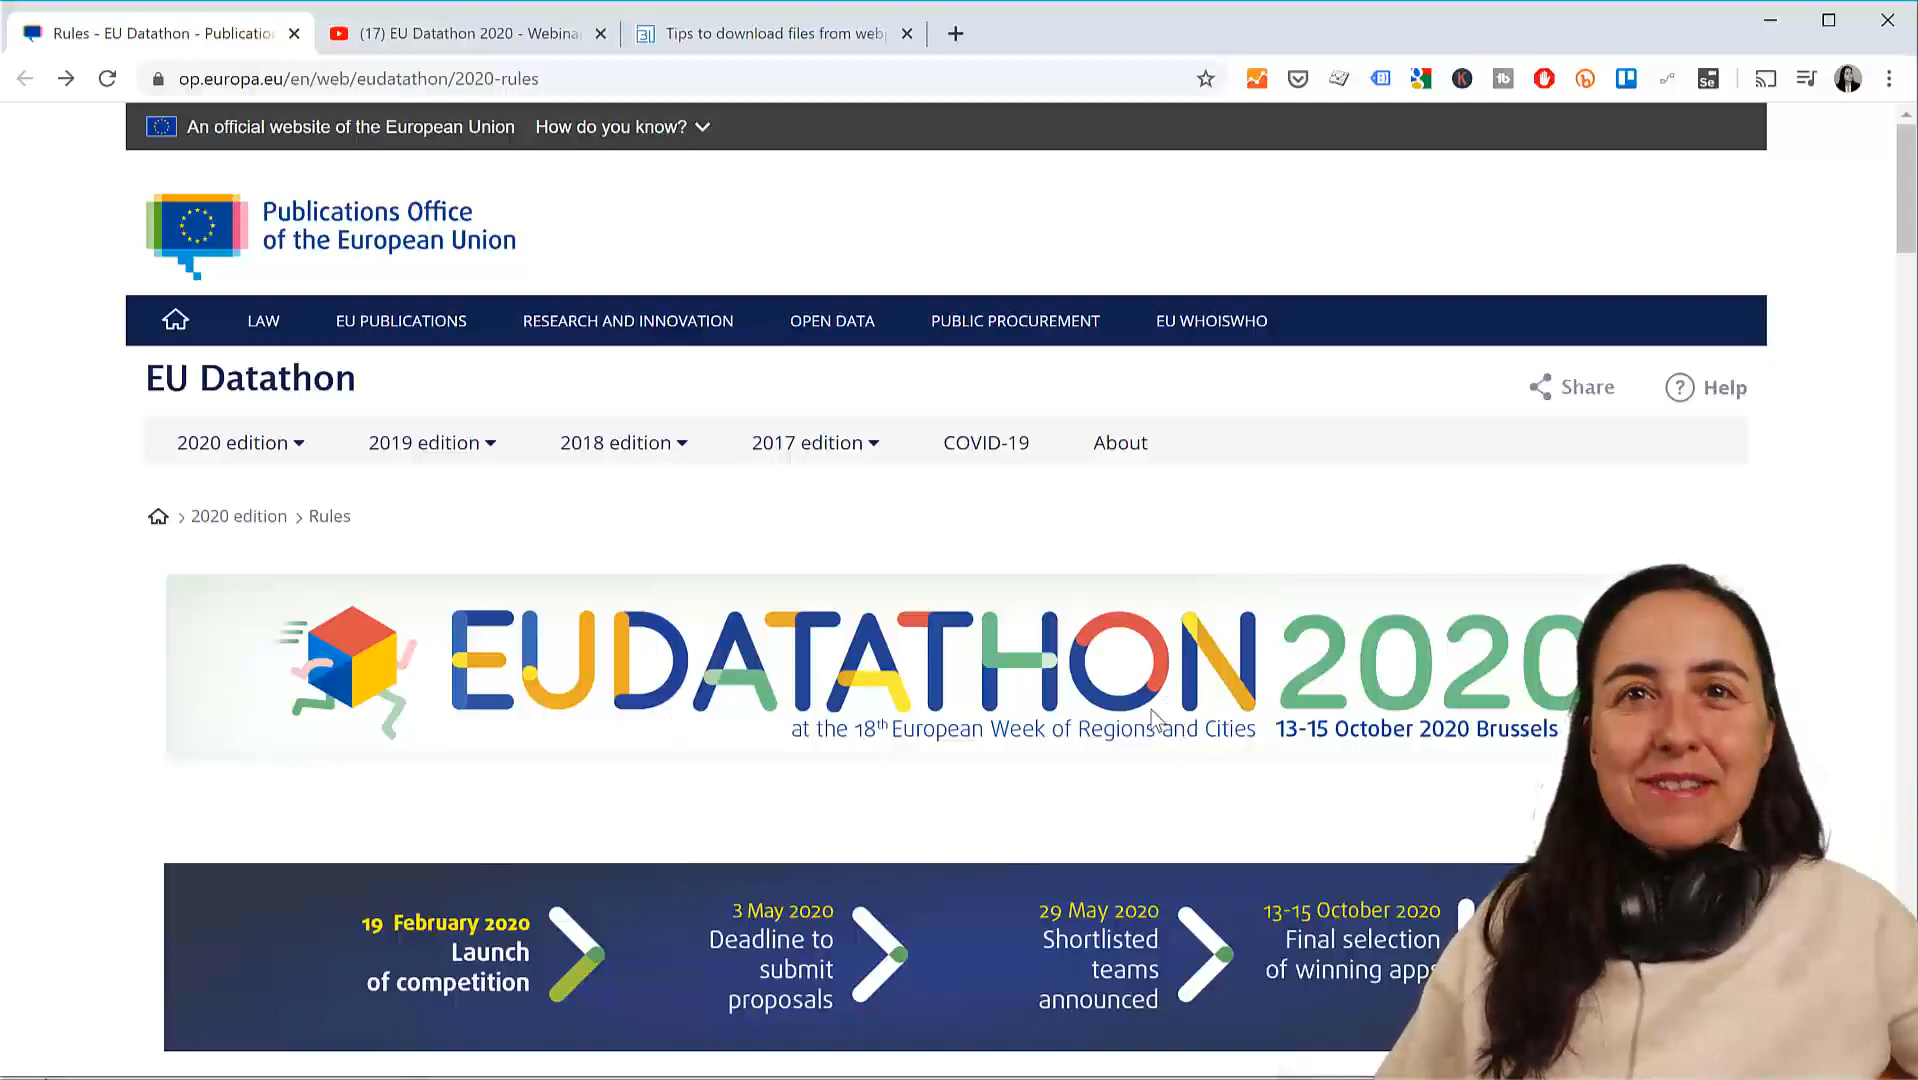 Rules - EU Datathon - Publicatio
(17) EU Datathon 2020 - Webina
Tips to download files from web
op.europa.eu/en/web/eudatathon/2020-rules
An official website of the European Union How do you know?
Publications Office
of the European Union
LAW EU PUBLICATIONS RESEARCH AND INNOVATION OPEN DATA PUBLIC PROCUREMENT EU WHOISWHO
EU Datathon
Share Help
2020 edition 2019 edition 2018 edition 2017 edition COVID-19 About
2020 edition > Rules
EUDATATHON 2020
at the 18th European Week of Regions and Cities 13-15 October 2020 Brussels
19 February 2020
Launch
of competition
3 May 2020
Deadline to
submit
proposals
29 May 2020
Shortlisted
teams
announced
13-15 October 2020
Final selection
of winning apps